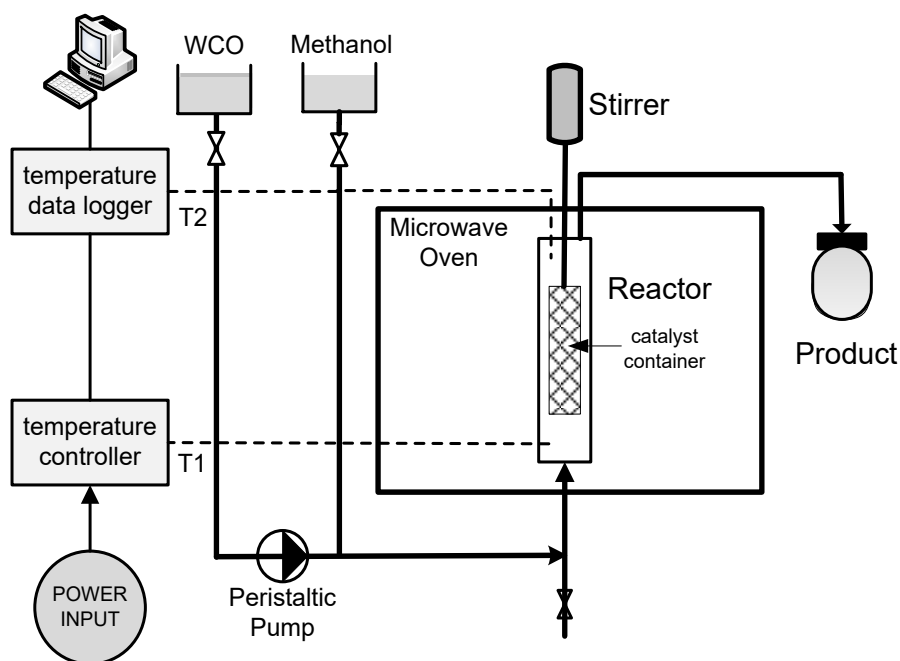 WCO
Methanol
Stirrer
temperature
data logger
T2
Microwave
Oven
Reactor
catalyst
container
Product
temperature
controller
T1
POWER
INPUT
Peristaltic
Pump